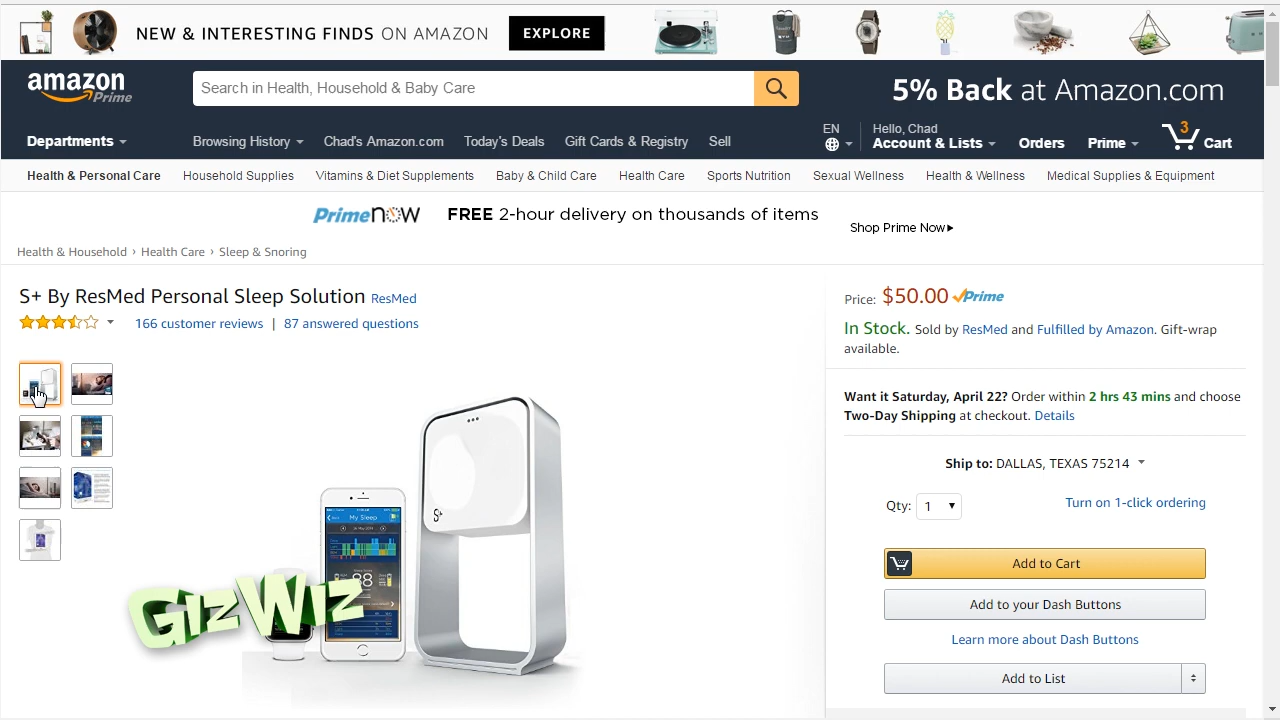 NEW & INTERESTING FINDS ON AMAZON EXPLORE
amazon Prime
Search in Health, Household & Baby Care
5% Back at Amazon.com
Departments
Browsing History
Chad's Amazon.com
Today's Deals
Gift Cards & Registry
Sell
EN
Hello, Chad
Account & Lists
Orders
Prime
3
Cart
Health & Personal Care
Household Supplies
Vitamins & Diet Supplements
Baby & Child Care
Health Care
Sports Nutrition
Sexual Wellness
Health & Wellness
Medical Supplies & Equipment
PrimeNOW FREE 2-hour delivery on thousands of items
Shop Prime Now
Health & Household › Health Care › Sleep & Snoring
S+ By ResMed Personal Sleep Solution ResMed
166 customer reviews | 87 answered questions
S+
My Sleep
88
GizWiz
Price: $50.00 Prime
In Stock. Sold by ResMed and Fulfilled by Amazon. Gift-wrap
available.
Want it Saturday, April 22? Order within 2 hrs 43 mins and choose
Two-Day Shipping at checkout. Details
Ship to: DALLAS, TEXAS 75214
Qty: 1
Turn on 1-click ordering
Add to Cart
Add to your Dash Buttons
Learn more about Dash Buttons
Add to List